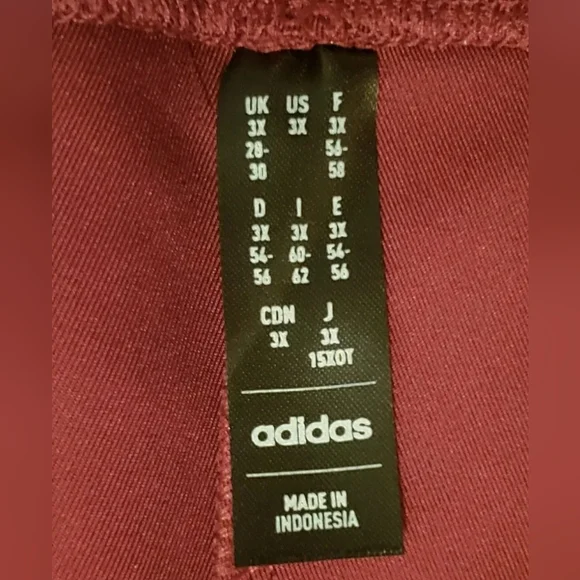 UK US F
3X 3X 3X
28- 56-
30 58
D I E
3X 3X 3X
54- 60- 54-
56 62 56
CDN J
3X 3X
15XOT
adidas
MADE IN
INDONESIA